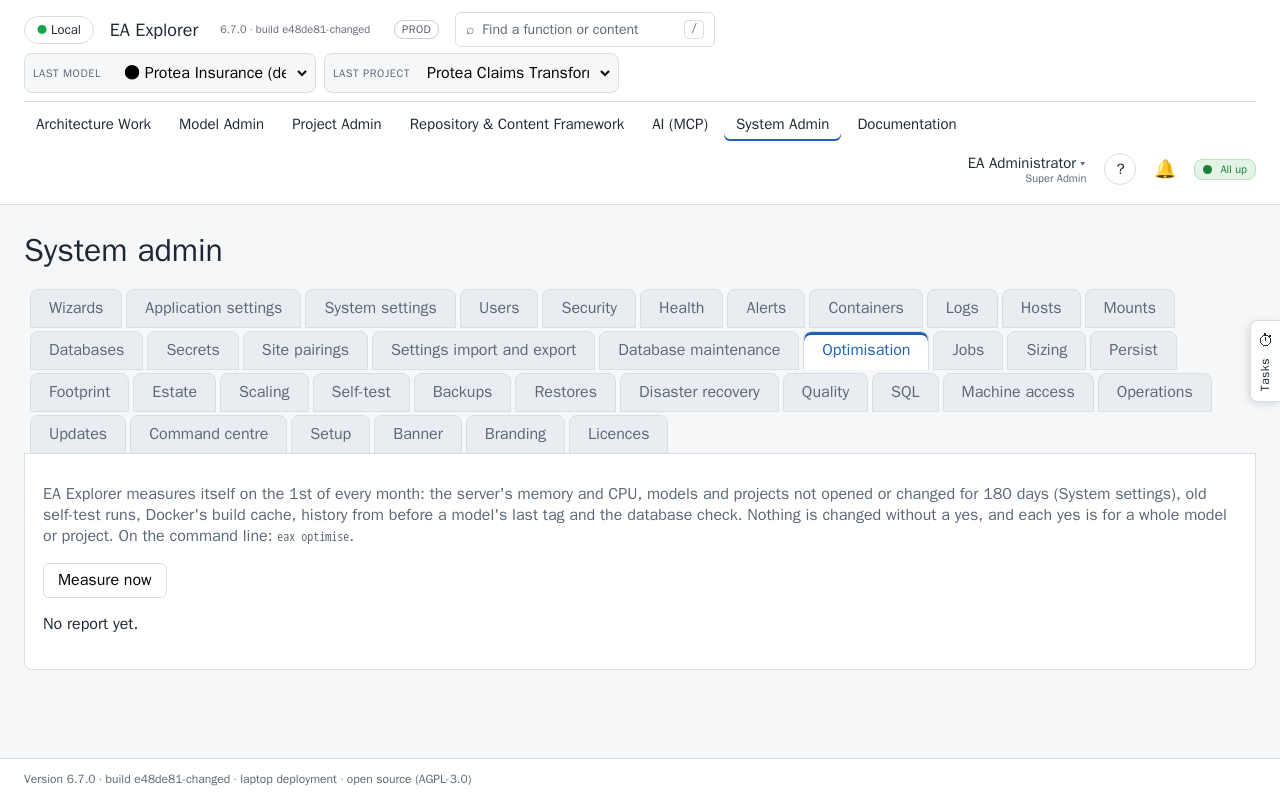 Local
EA Explorer
6.7.0 · build e48de81-changed
PROD
Find a function or content
/
LAST MODEL
Protea Insurance (de
LAST PROJECT
Protea Claims Transfor
Architecture Work
Model Admin
Project Admin
Repository & Content Framework
AI (MCP)
System Admin
Documentation
EA Administrator
Super Admin
?
All up
System admin
Wizards
Application settings
System settings
Users
Security
Health
Alerts
Containers
Logs
Hosts
Mounts
Databases
Secrets
Site pairings
Settings import and export
Database maintenance
Optimisation
Jobs
Sizing
Persist
Footprint
Estate
Scaling
Self-test
Backups
Restores
Disaster recovery
Quality
SQL
Machine access
Operations
Updates
Command centre
Setup
Banner
Branding
Licences
Tasks
EA Explorer measures itself on the 1st of every month: the server's memory and CPU, models and projects not opened or changed for 180 days (System settings), old
self-test runs, Docker's build cache, history from before a model's last tag and the database check. Nothing is changed without a yes, and each yes is for a whole model
or project. On the command line: eax optimise.
Measure now
No report yet.
Version 6.7.0 · build e48de81-changed · laptop deployment · open source (AGPL-3.0)